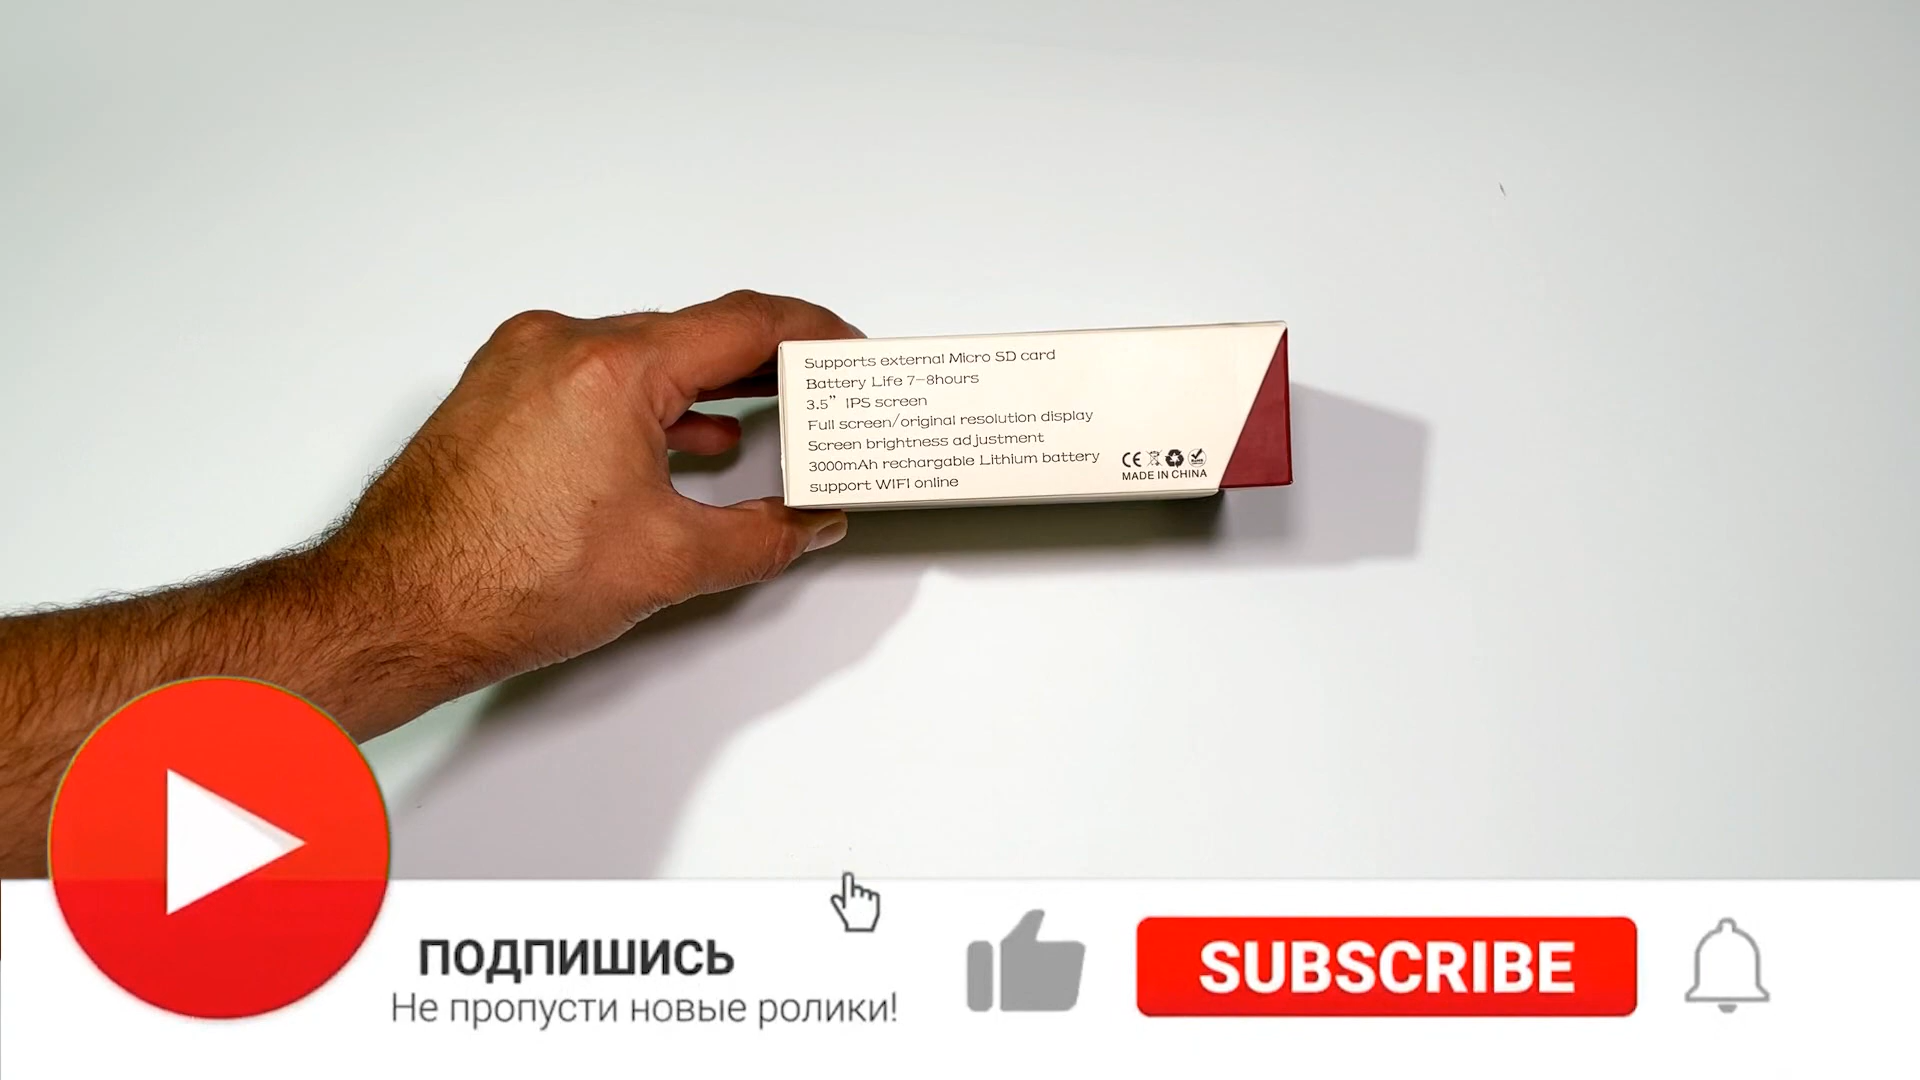 Supports external Micro SD card
Battery Life 7-8hours
3.5” IPS screen
Full screen/original resolution display
Screen brightness adjustment
3000mAh rechargable Lithium battery
support WIFI online
CE
MADE IN CHINA
ПОДПИШИСЬ
Не пропусти новые ролики!
SUBSCRIBE